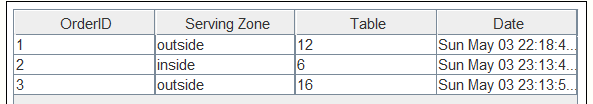 OrderID Serving Zone Table Date
1 outside 12 Sun May 03 22:18:4...
2 inside 6 Sun May 03 23:13:4...
3 outside 16 Sun May 03 23:13:5...